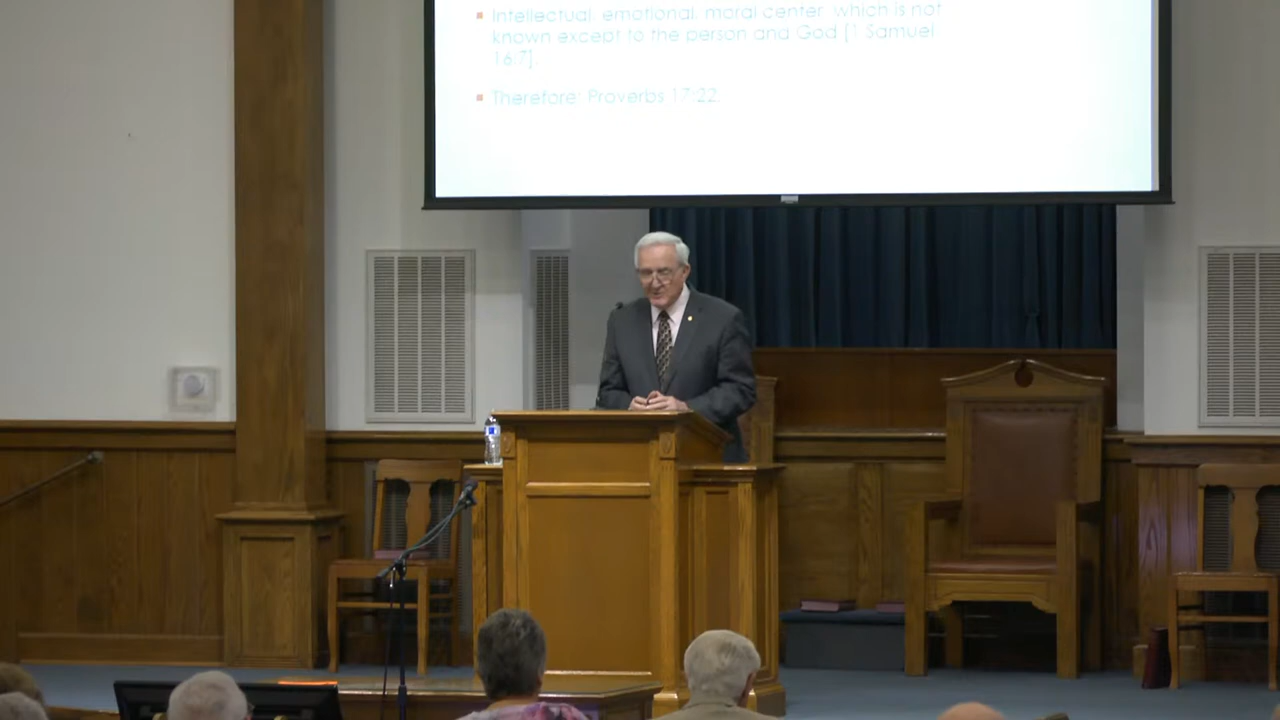 Intellectual, emotional, moral center, which is not
known except to the person and God [1 Samuel
16:7].
Therefore: Proverbs 17:22.